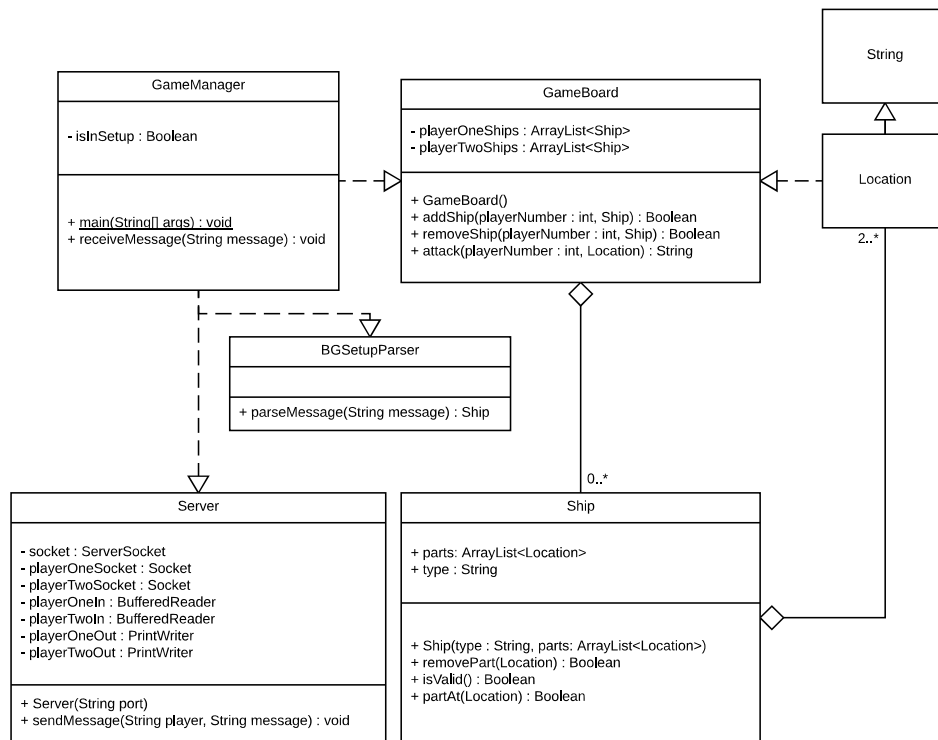 GameManager
- isInSetup : Boolean
+ main(String[] args) : void
+ receiveMessage(String message) : void
GameBoard
- playerOneShips : ArrayList<Ship>
- playerTwoShips : ArrayList<Ship>
+ GameBoard()
+ addShip(playerNumber : int, Ship) : Boolean
+ removeShip(playerNumber : int, Ship) : Boolean
+ attack(playerNumber : int, Location) : String
String
Location
2..*
BGSetupParser
+ parseMessage(String message) : Ship
0..*
Server
- socket : ServerSocket
- playerOneSocket : Socket
- playerTwoSocket : Socket
- playerOneIn : BufferedReader
- playerTwoIn : BufferedReader
- playerOneOut : PrintWriter
- playerTwoOut : PrintWriter
+ Server(String port)
+ sendMessage(String player, String message) : void
Ship
+ parts: ArrayList<Location>
+ type : String
+ Ship(type : String, parts: ArrayList<Location>)
+ removePart(Location) : Boolean
+ isValid() : Boolean
+ partAt(Location) : Boolean